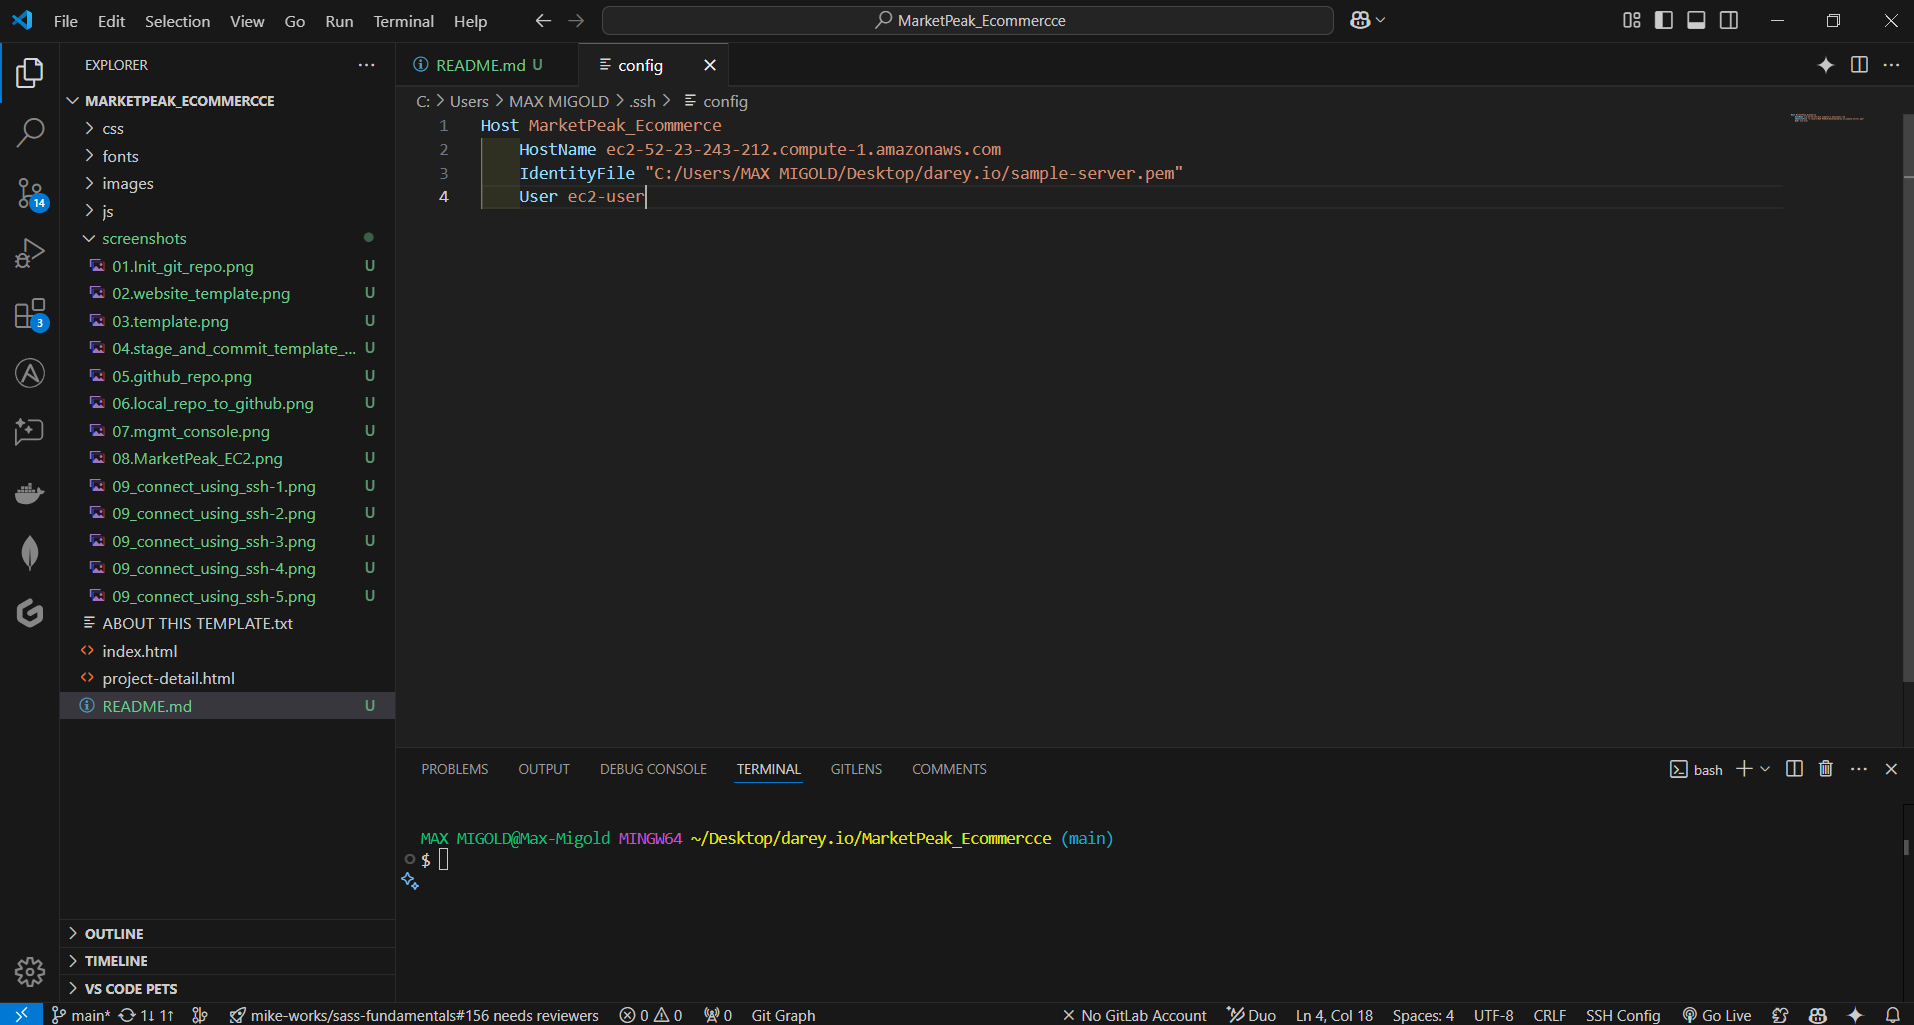 File Edit Selection View Go Run Terminal Help
MarketPeak_Ecommercce
EXPLORER
MARKETPEAK_ECOMMERCCE
css
fonts
images
js
screenshots
01.Init_git_repo.png U
02.website_template.png U
03.template.png U
04.stage_and_commit_template_... U
05.github_repo.png U
06.local_repo_to_github.png U
07.mgmt_console.png U
08.MarketPeak_EC2.png U
09_connect_using_ssh-1.png U
09_connect_using_ssh-2.png U
09_connect_using_ssh-3.png U
09_connect_using_ssh-4.png U
09_connect_using_ssh-5.png U
ABOUT THIS TEMPLATE.txt
index.html
project-detail.html
README.md U
OUTLINE
TIMELINE
VS CODE PETS
14
3
README.md U
config
C: > Users > MAX MIGOLD > .ssh > config
1 Host MarketPeak_Ecommerce
2 HostName ec2-52-23-243-212.compute-1.amazonaws.com
3 IdentityFile "C:/Users/MAX MIGOLD/Desktop/darey.io/sample-server.pem"
4 User ec2-user
PROBLEMS OUTPUT DEBUG CONSOLE TERMINAL GITLENS COMMENTS
bash
MAX MIGOLD@Max-Migold MINGW64 ~/Desktop/darey.io/MarketPeak_Ecommercce (main)
$
main* 1↓ 1↑ mike-works/sass-fundamentals#156 needs reviewers 0 0 0 Git Graph No GitLab Account Duo Ln 4, Col 18 Spaces: 4 UTF-8 CRLF SSH Config Go Live